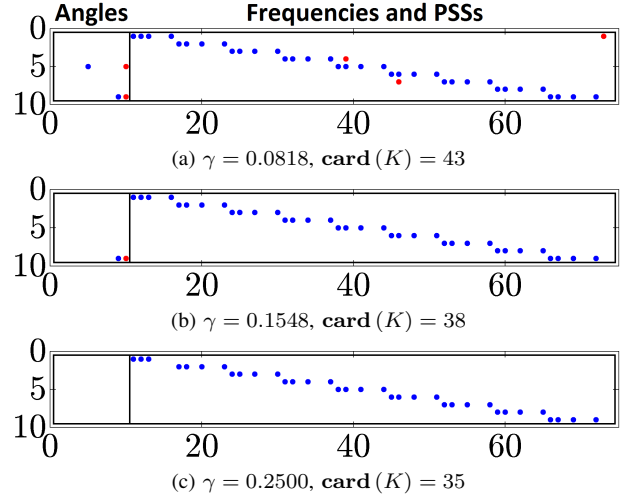 Angles Frequencies and PSSs
0
5
10
0 20 40 60
(a) γ = 0.0818, card (K) = 43
0
5
10
0 20 40 60
(b) γ = 0.1548, card (K) = 38
0
5
10
0 20 40 60
(c) γ = 0.2500, card (K) = 35